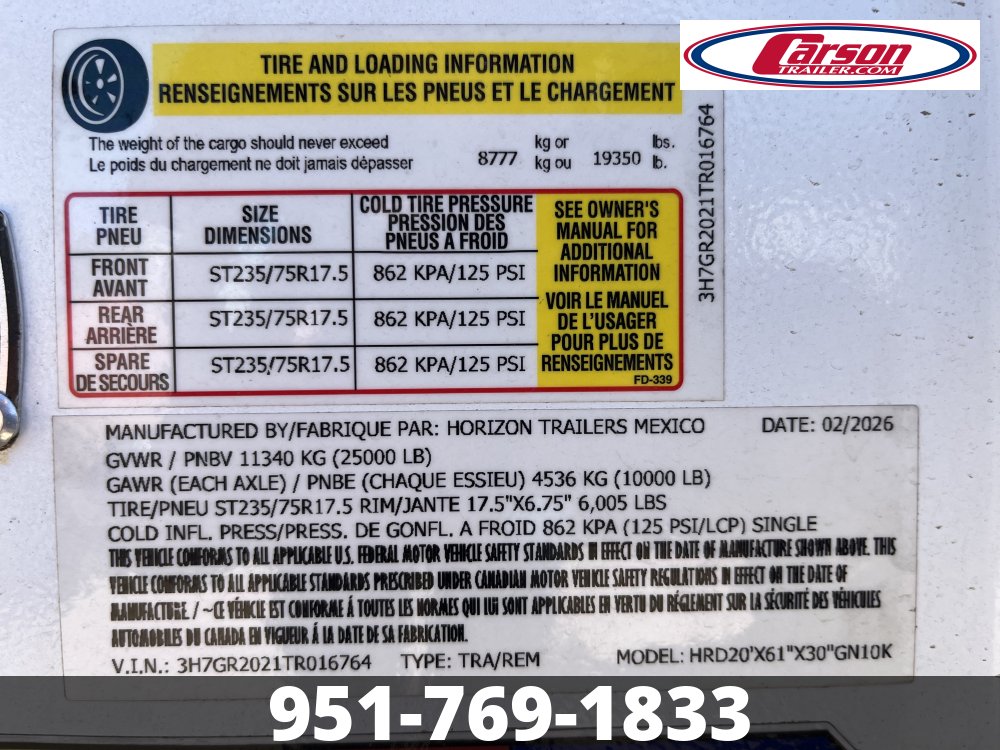 Carson
TRAILER.COM
TIRE AND LOADING INFORMATION
RENSEIGNEMENTS SUR LES PNEUS ET LE CHARGEMENT
The weight of the cargo should never exceed
Le poids du chargement ne doit jamais dépasser
8777 kg or kg ou 19350 lbs. lb.
3H7GR2021TR016764
TIRE PNEU
SIZE DIMENSIONS
COLD TIRE PRESSURE
PRESSION DES
PNEUS A FROID
FRONT AVANT ST235/75R17.5 862 KPA/125 PSI
REAR ARRIÈRE ST235/75R17.5 862 KPA/125 PSI
SPARE DE SECOURS ST235/75R17.5 862 KPA/125 PSI
SEE OWNER'S
MANUAL FOR
ADDITIONAL
INFORMATION
VOIR LE MANUEL
DE L'USAGER
POUR PLUS DE
RENSEIGNEMENTS
FD-339
MANUFACTURED BY/FABRIQUE PAR: HORIZON TRAILERS MEXICO DATE: 02/2026
GVWR / PNBV 11340 KG (25000 LB)
GAWR (EACH AXLE) / PNBE (CHAQUE ESSIEU) 4536 KG (10000 LB)
TIRE/PNEU ST235/75R17.5 RIM/JANTE 17.5"X6.75" 6,005 LBS
COLD INFL. PRESS/PRESS. DE GONFL. A FROID 862 KPA (125 PSI/LCP) SINGLE
THIS VEHICLE CONFORMS TO ALL APPLICABLE U.S. FEDERAL MOTOR VEHICLE SAFETY STANDARDS IN EFFECT ON THE DATE OF MANUFACTURE SHOWN ABOVE. THIS
VEHICLE CONFORMS TO ALL APPLICABLE STANDARDS PRESCRIBED UNDER CANADIAN MOTOR VEHICLE SAFETY REGULATIONS IN EFFECT ON THE DATE OF
MANUFACTURE. / ~CE VÉHICLE EST CONFORME Á TOUTES LES NORMES QUI LUI SONT APPLICABLES EN VERTU DU RÉGLEMENT SUR LA SÉCURITÉ DES VÉHICULES
AUTOMOBILES DU CANADA EN VIGUEUR Á LA DATE DE SA FABRICATION.
V.I.N.: 3H7GR2021TR016764 TYPE: TRA/REM MODEL: HRD20'X61"X30"GN10K
951-769-1833